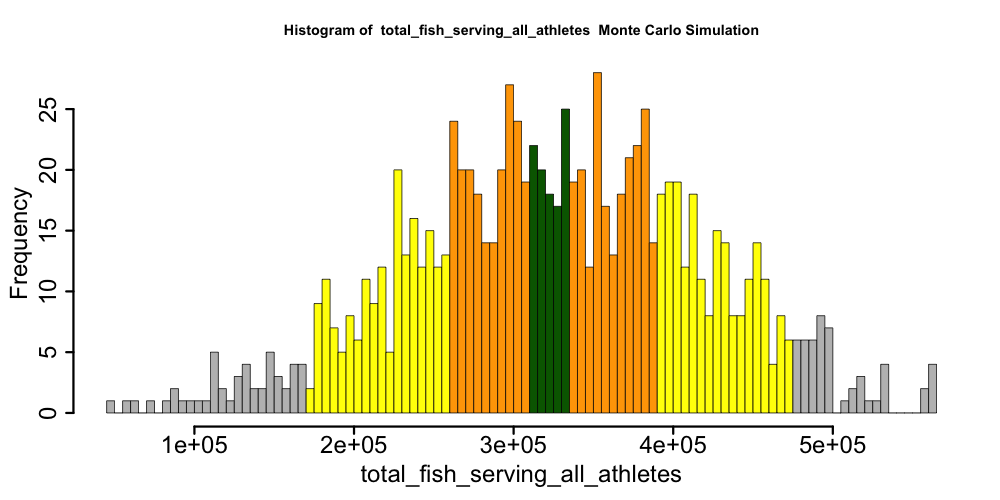 Histogram of  total_fish_serving_all_athletes  Monte Carlo Simulation
Frequency
25
20
15
10
5
0
1e+05 2e+05 3e+05 4e+05 5e+05
total_fish_serving_all_athletes